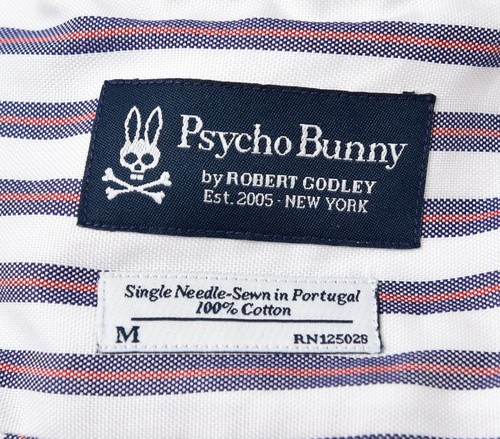 Psycho Bunny
by ROBERT GODLEY
Est. 2005 · NEW YORK
Single Needle-Sewn in Portugal
100% Cotton
M RN125028